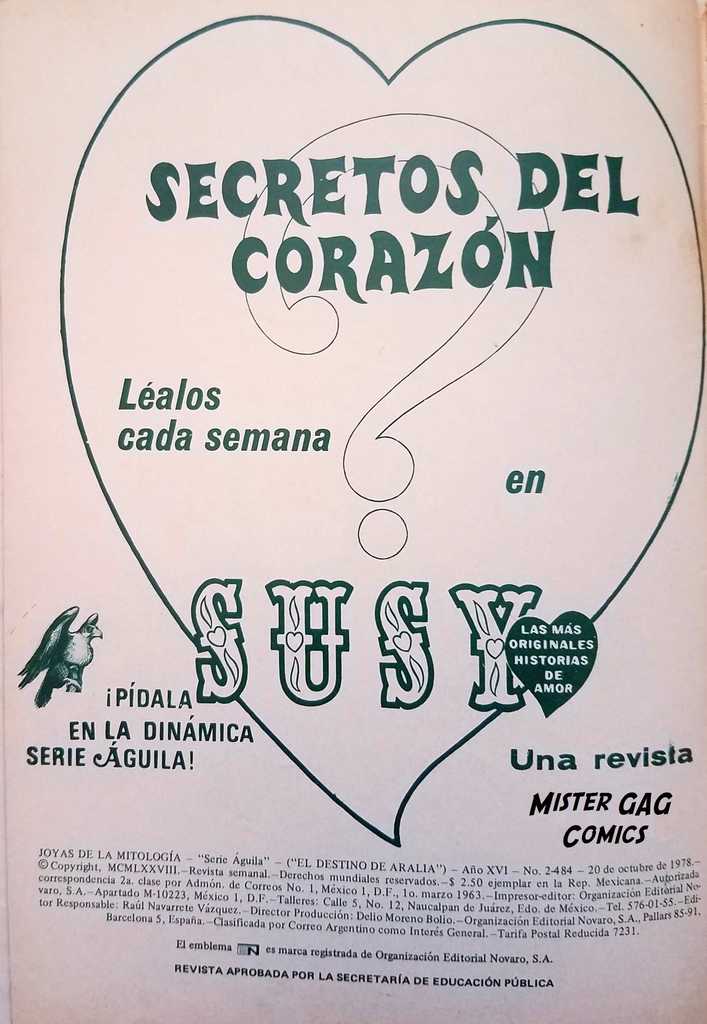 SECRETOS DEL
CORAZÓN
Léalos
cada semana
en
SUSY
LAS MÁS
ORIGINALES
HISTORIAS
DE
AMOR
¡PÍDALA
EN LA DINÁMICA
SERIE ÁGUILA!
Una revista
MISTER GAG
COMICS
JOYAS DE LA MITOLOGÍA – "Serie Águila" – ("EL DESTINO DE ARALIA") – Año XVI – No. 2-484 – 20 de octubre de 1978.–
© Copyright, MCMLXXVIII.–Revista semanal.–Derechos mundiales reservados.–$ 2.50 ejemplar en la Rep. Mexicana.–Autorizada
correspondencia 2a. clase por Admón. de Correos No. 1, México 1, D.F., 1o. marzo 1963.–Impresor-editor: Organización Editorial No-
varo, S.A.–Apartado M-10223, México 1, D.F.–Talleres: Calle 5, No. 12, Naucalpan de Juárez, Edo. de México.–Tel. 576-01-55.–Edi-
tor Responsable: Raúl Navarrete Vázquez.–Director Producción: Delio Moreno Bolio.–Organización Editorial Novaro, S.A., Pallars 85-91,
Barcelona 5, España.–Clasificada por Correo Argentino como Interés General.–Tarifa Postal Reducida 7231.
El emblema EN es marca registrada de Organización Editorial Novaro, S.A.
REVISTA APROBADA POR LA SECRETARÍA DE EDUCACIÓN PÚBLICA